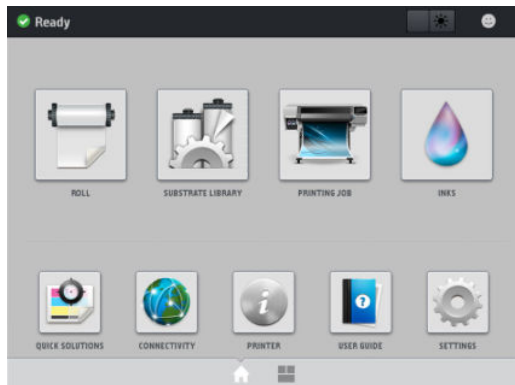 Ready
ROLL
SUBSTRATE LIBRARY
PRINTING JOB
INKS
QUICK SOLUTIONS
CONNECTIVITY
PRINTER
USER GUIDE
SETTINGS